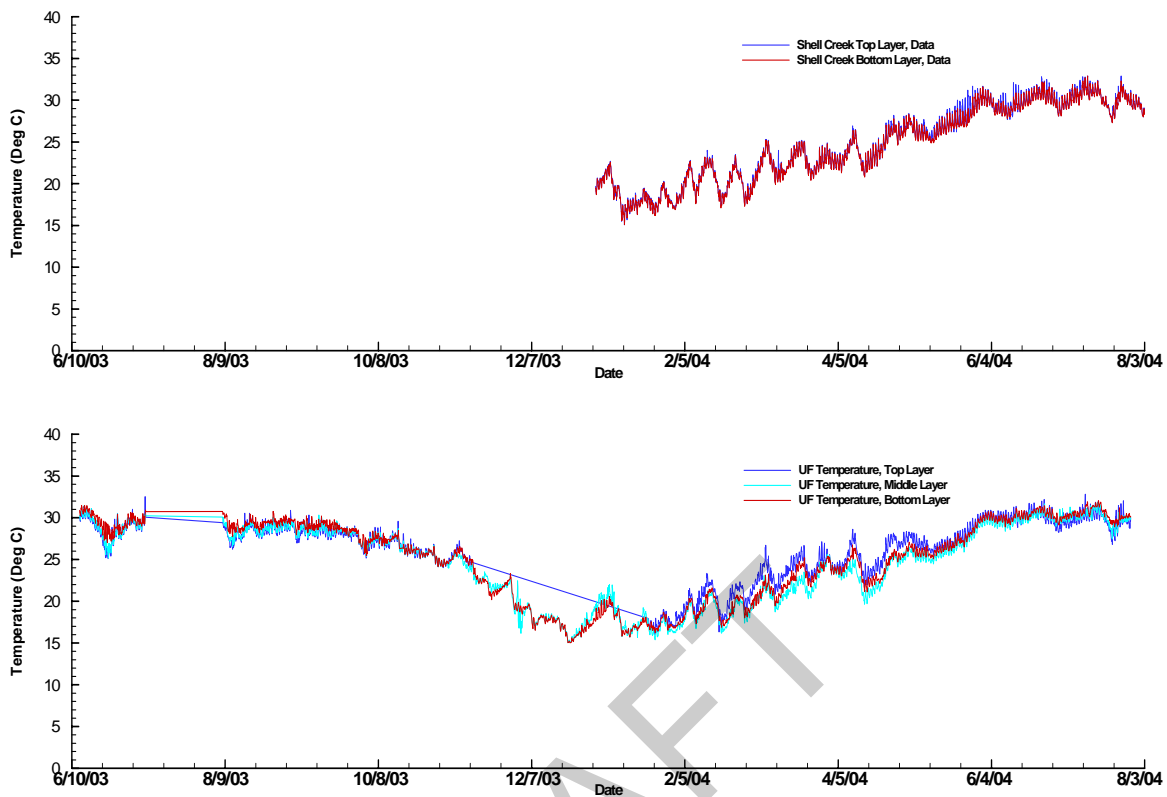 40
35
30
25
20
15
10
5
0
Temperature (Deg C)
Shell Creek Top Layer, Data
Shell Creek Bottom Layer, Data
6/10/03 8/9/03 10/8/03 12/7/03 2/5/04 4/5/04 6/4/04 8/3/04
Date
40
35
30
25
20
15
10
5
0
Temperature (Deg C)
UF Temperature, Top Layer
UF Temperature, Middle Layer
UF Temperature, Bottom Layer
6/10/03 8/9/03 10/8/03 12/7/03 2/5/04 4/5/04 6/4/04 8/3/04
Date
AFT